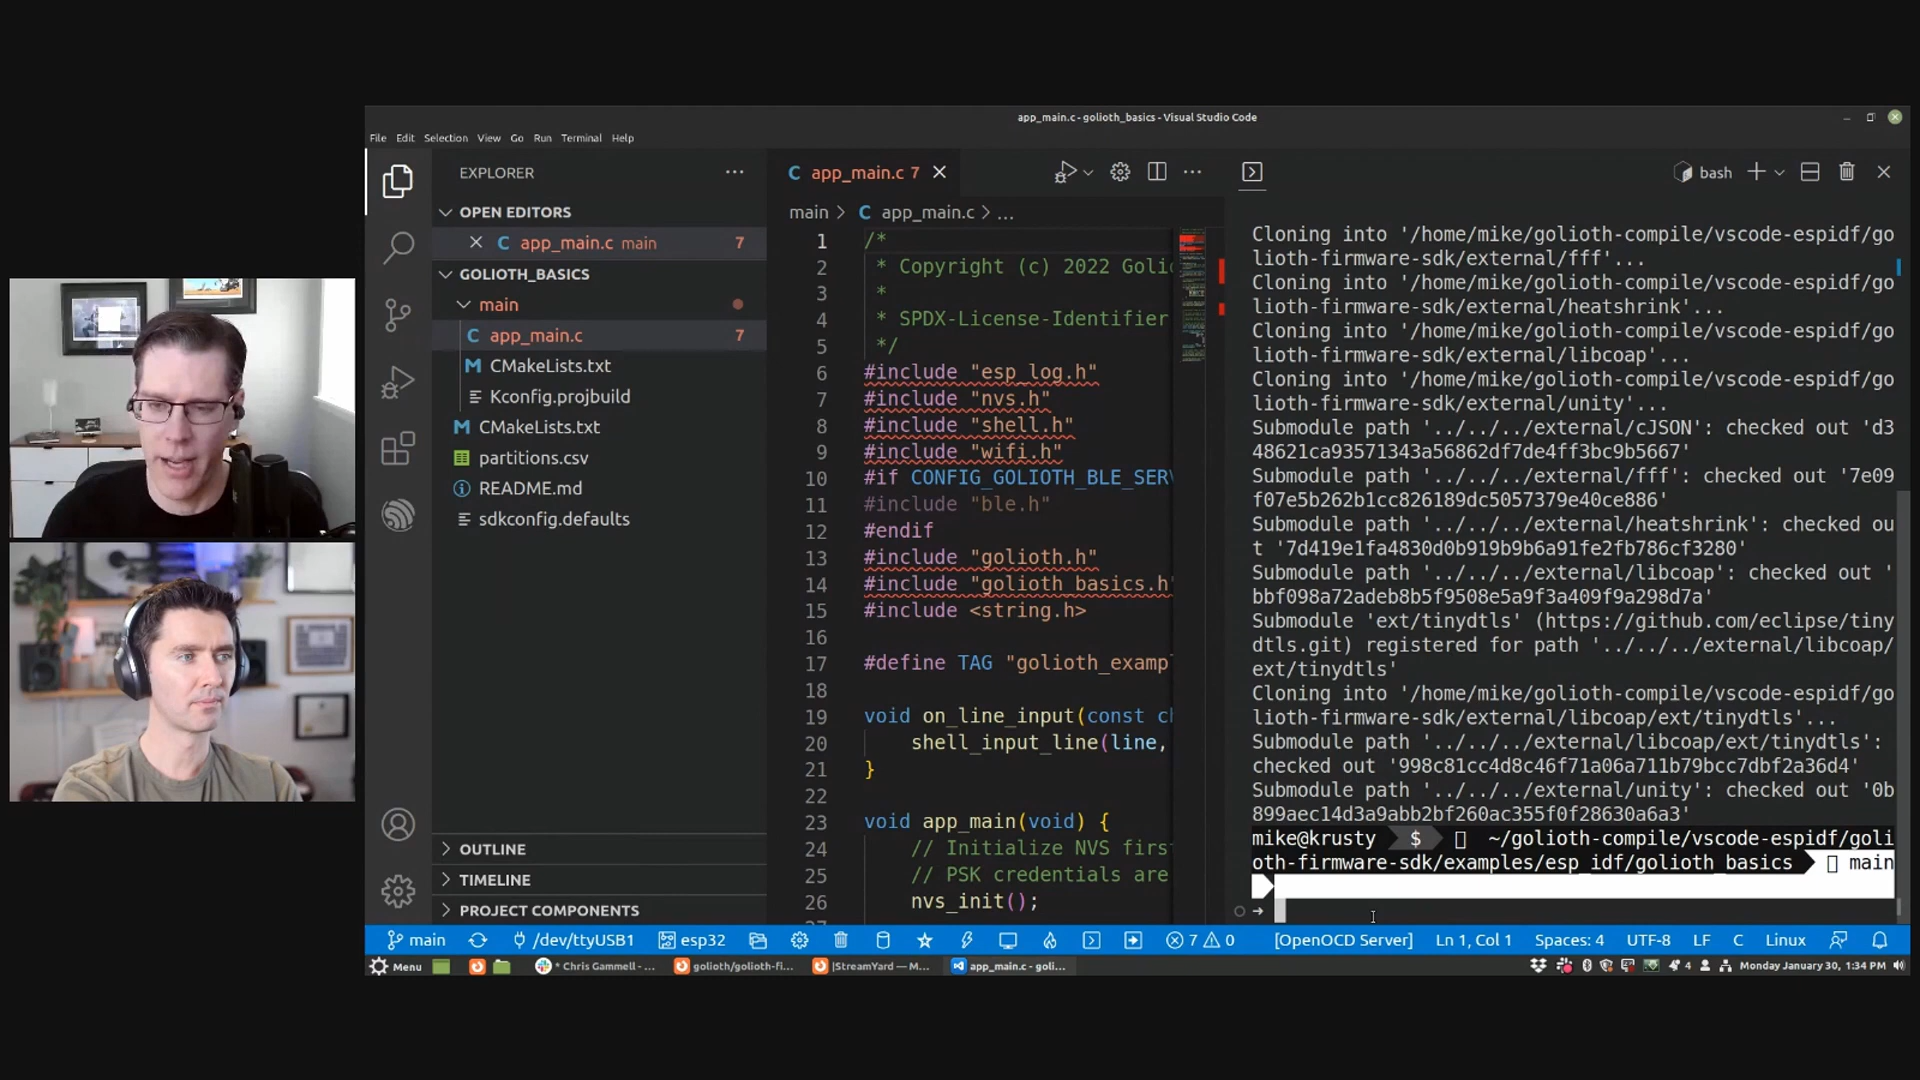 app_main.c - golioth_basics - Visual Studio Code
File Edit Selection View Go Run Terminal Help
EXPLORER
OPEN EDITORS
app_main.c main 7
GOLIOTH_BASICS
main
C app_main.c 7
CMakeLists.txt
Kconfig.projbuild
CMakeLists.txt
partitions.csv
README.md
sdkconfig.defaults
OUTLINE
TIMELINE
PROJECT COMPONENTS
C app_main.c 7
main > C app_main.c > ...
1 /*
2 * Copyright (c) 2022 Golio
3 *
4 * SPDX-License-Identifier
5 */
6 #include "esp_log.h"
7 #include "nvs.h"
8 #include "shell.h"
9 #include "wifi.h"
10 #if CONFIG_GOLIOTH_BLE_SERV
11 #include "ble.h"
12 #endif
13 #include "golioth.h"
14 #include "golioth_basics.h"
15 #include <string.h>
16
17 #define TAG "golioth_examp
18
19 void on_line_input(const ch
20 shell_input_line(line,
21 }
22
23 void app_main(void) {
24 // Initialize NVS first
25 // PSK credentials are
26 nvs_init();
bash
Cloning into '/home/mike/golioth-compile/vscode-espidf/go
lioth-firmware-sdk/external/fff'...
Cloning into '/home/mike/golioth-compile/vscode-espidf/go
lioth-firmware-sdk/external/heatshrink'...
Cloning into '/home/mike/golioth-compile/vscode-espidf/go
lioth-firmware-sdk/external/libcoap'...
Cloning into '/home/mike/golioth-compile/vscode-espidf/go
lioth-firmware-sdk/external/unity'...
Submodule path '../../../external/cJSON': checked out 'd3
48621ca93571343a56862df7de4ff3bc9b5667'
Submodule path '../../../external/fff': checked out '7e09
f07e5b262b1cc826189dc5057379e40ce886'
Submodule path '../../../external/heatshrink': checked ou
t '7d419e1fa4830d0b919b9b6a91fe2fb786cf3280'
Submodule path '../../../external/libcoap': checked out '
bbf098a72adeb8b5f9508e5a9f3a409f9a298d7a'
Submodule 'ext/tinydtls' (https://github.com/eclipse/tiny
dtls.git) registered for path '../../../external/libcoap/
ext/tinydtls'
Cloning into '/home/mike/golioth-compile/vscode-espidf/go
lioth-firmware-sdk/external/libcoap/ext/tinydtls'...
Submodule path '../../../external/libcoap/ext/tinydtls':
checked out '998c81cc4d8c46f71a06a711b79bcc7dbf2a36d4'
Submodule path '../../../external/unity': checked out '0b
899aec14d3a9abb2bf260ac355f0f28630a6a3'
mike@krusty $ ~/golioth-compile/vscode-espidf/goli
oth-firmware-sdk/examples/esp_idf/golioth_basics main
main /dev/ttyUSB1 esp32 7 0 [OpenOCD Server] Ln 1, Col 1 Spaces: 4 UTF-8 LF C Linux
Menu * Chris Gammell - ... golioth/golioth-fi... StreamYard — M... app_main.c - goli... 4 Monday January 30, 1:34 PM